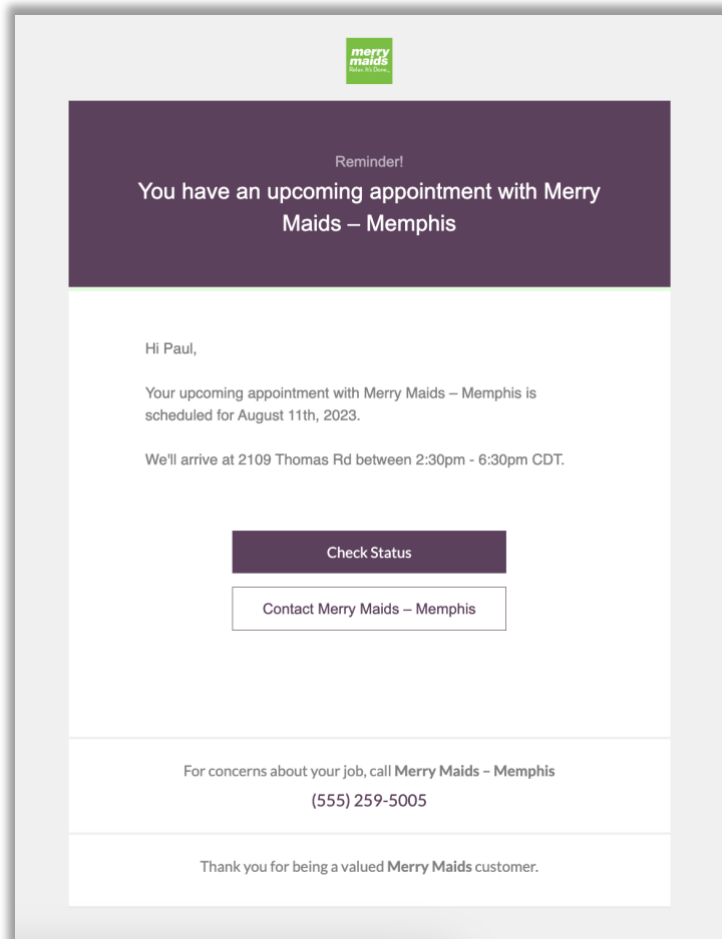 merry
maids
Relax. It's Done.
Reminder!
You have an upcoming appointment with Merry
Maids – Memphis
Hi Paul,
Your upcoming appointment with Merry Maids – Memphis is
scheduled for August 11th, 2023.
We'll arrive at 2109 Thomas Rd between 2:30pm - 6:30pm CDT.
Check Status
Contact Merry Maids – Memphis
For concerns about your job, call Merry Maids – Memphis
(555) 259-5005
Thank you for being a valued Merry Maids customer.